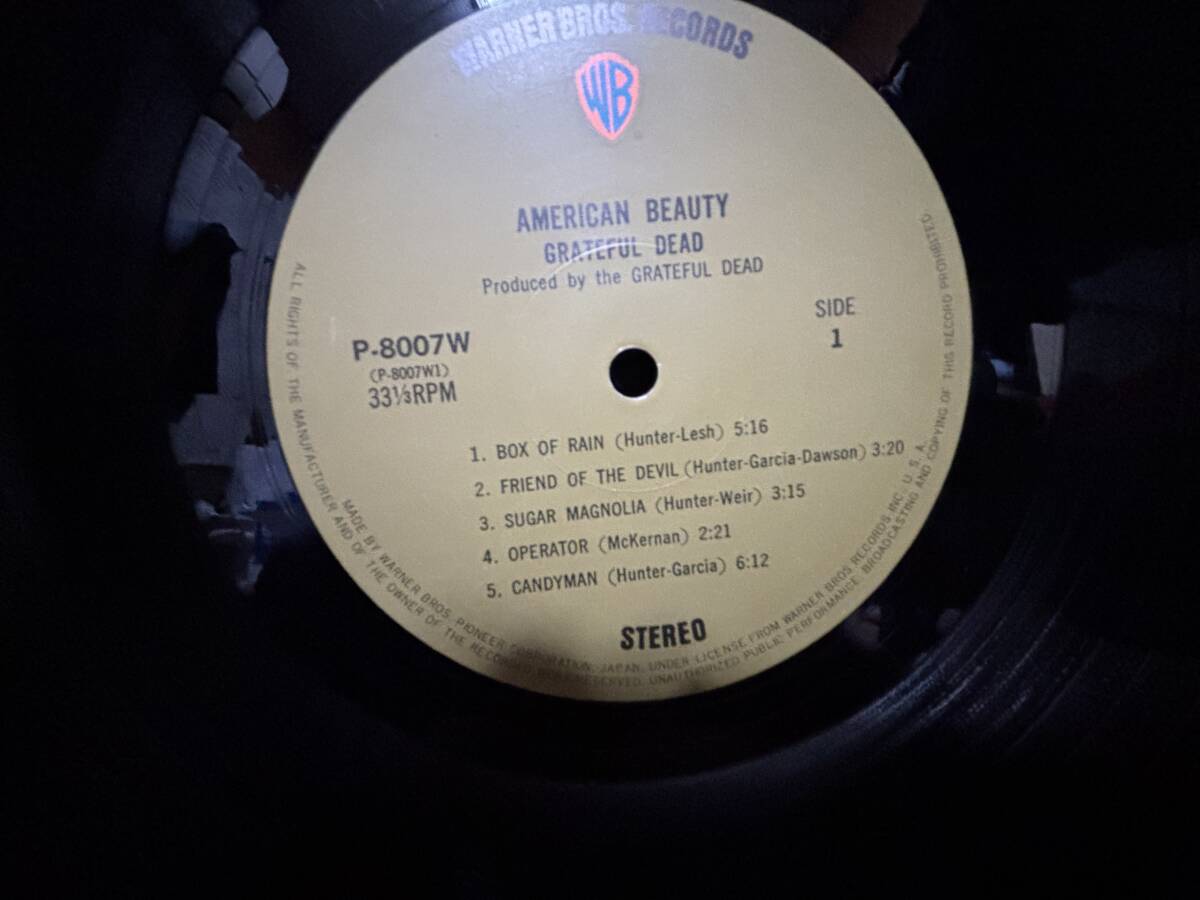 WARNER BROS. RECORDS
WB
AMERICAN BEAUTY
GRATEFUL DEAD
Produced by the GRATEFUL DEAD
P-8007W
(P-8007W1)
33⅓RPM
SIDE
1
1. BOX OF RAIN (Hunter-Lesh) 5:16
2. FRIEND OF THE DEVIL (Hunter-Garcia-Dawson) 3:20
3. SUGAR MAGNOLIA (Hunter-Weir) 3:15
4. OPERATOR (McKernan) 2:21
5. CANDYMAN (Hunter-Garcia) 6:12
STEREO
MADE BY WARNER BROS. PIONEER CORPORATION, JAPAN, UNDER LICENSE FROM WARNER BROS. RECORDS INC. U. S. A.
ALL RIGHTS OF THE MANUFACTURER AND OF THE OWNER OF THE RECORDED WORK RESERVED. UNAUTHORIZED PUBLIC PERFORMANCE. BROADCASTING AND COPYING OF THIS RECORD PROHIBITED.